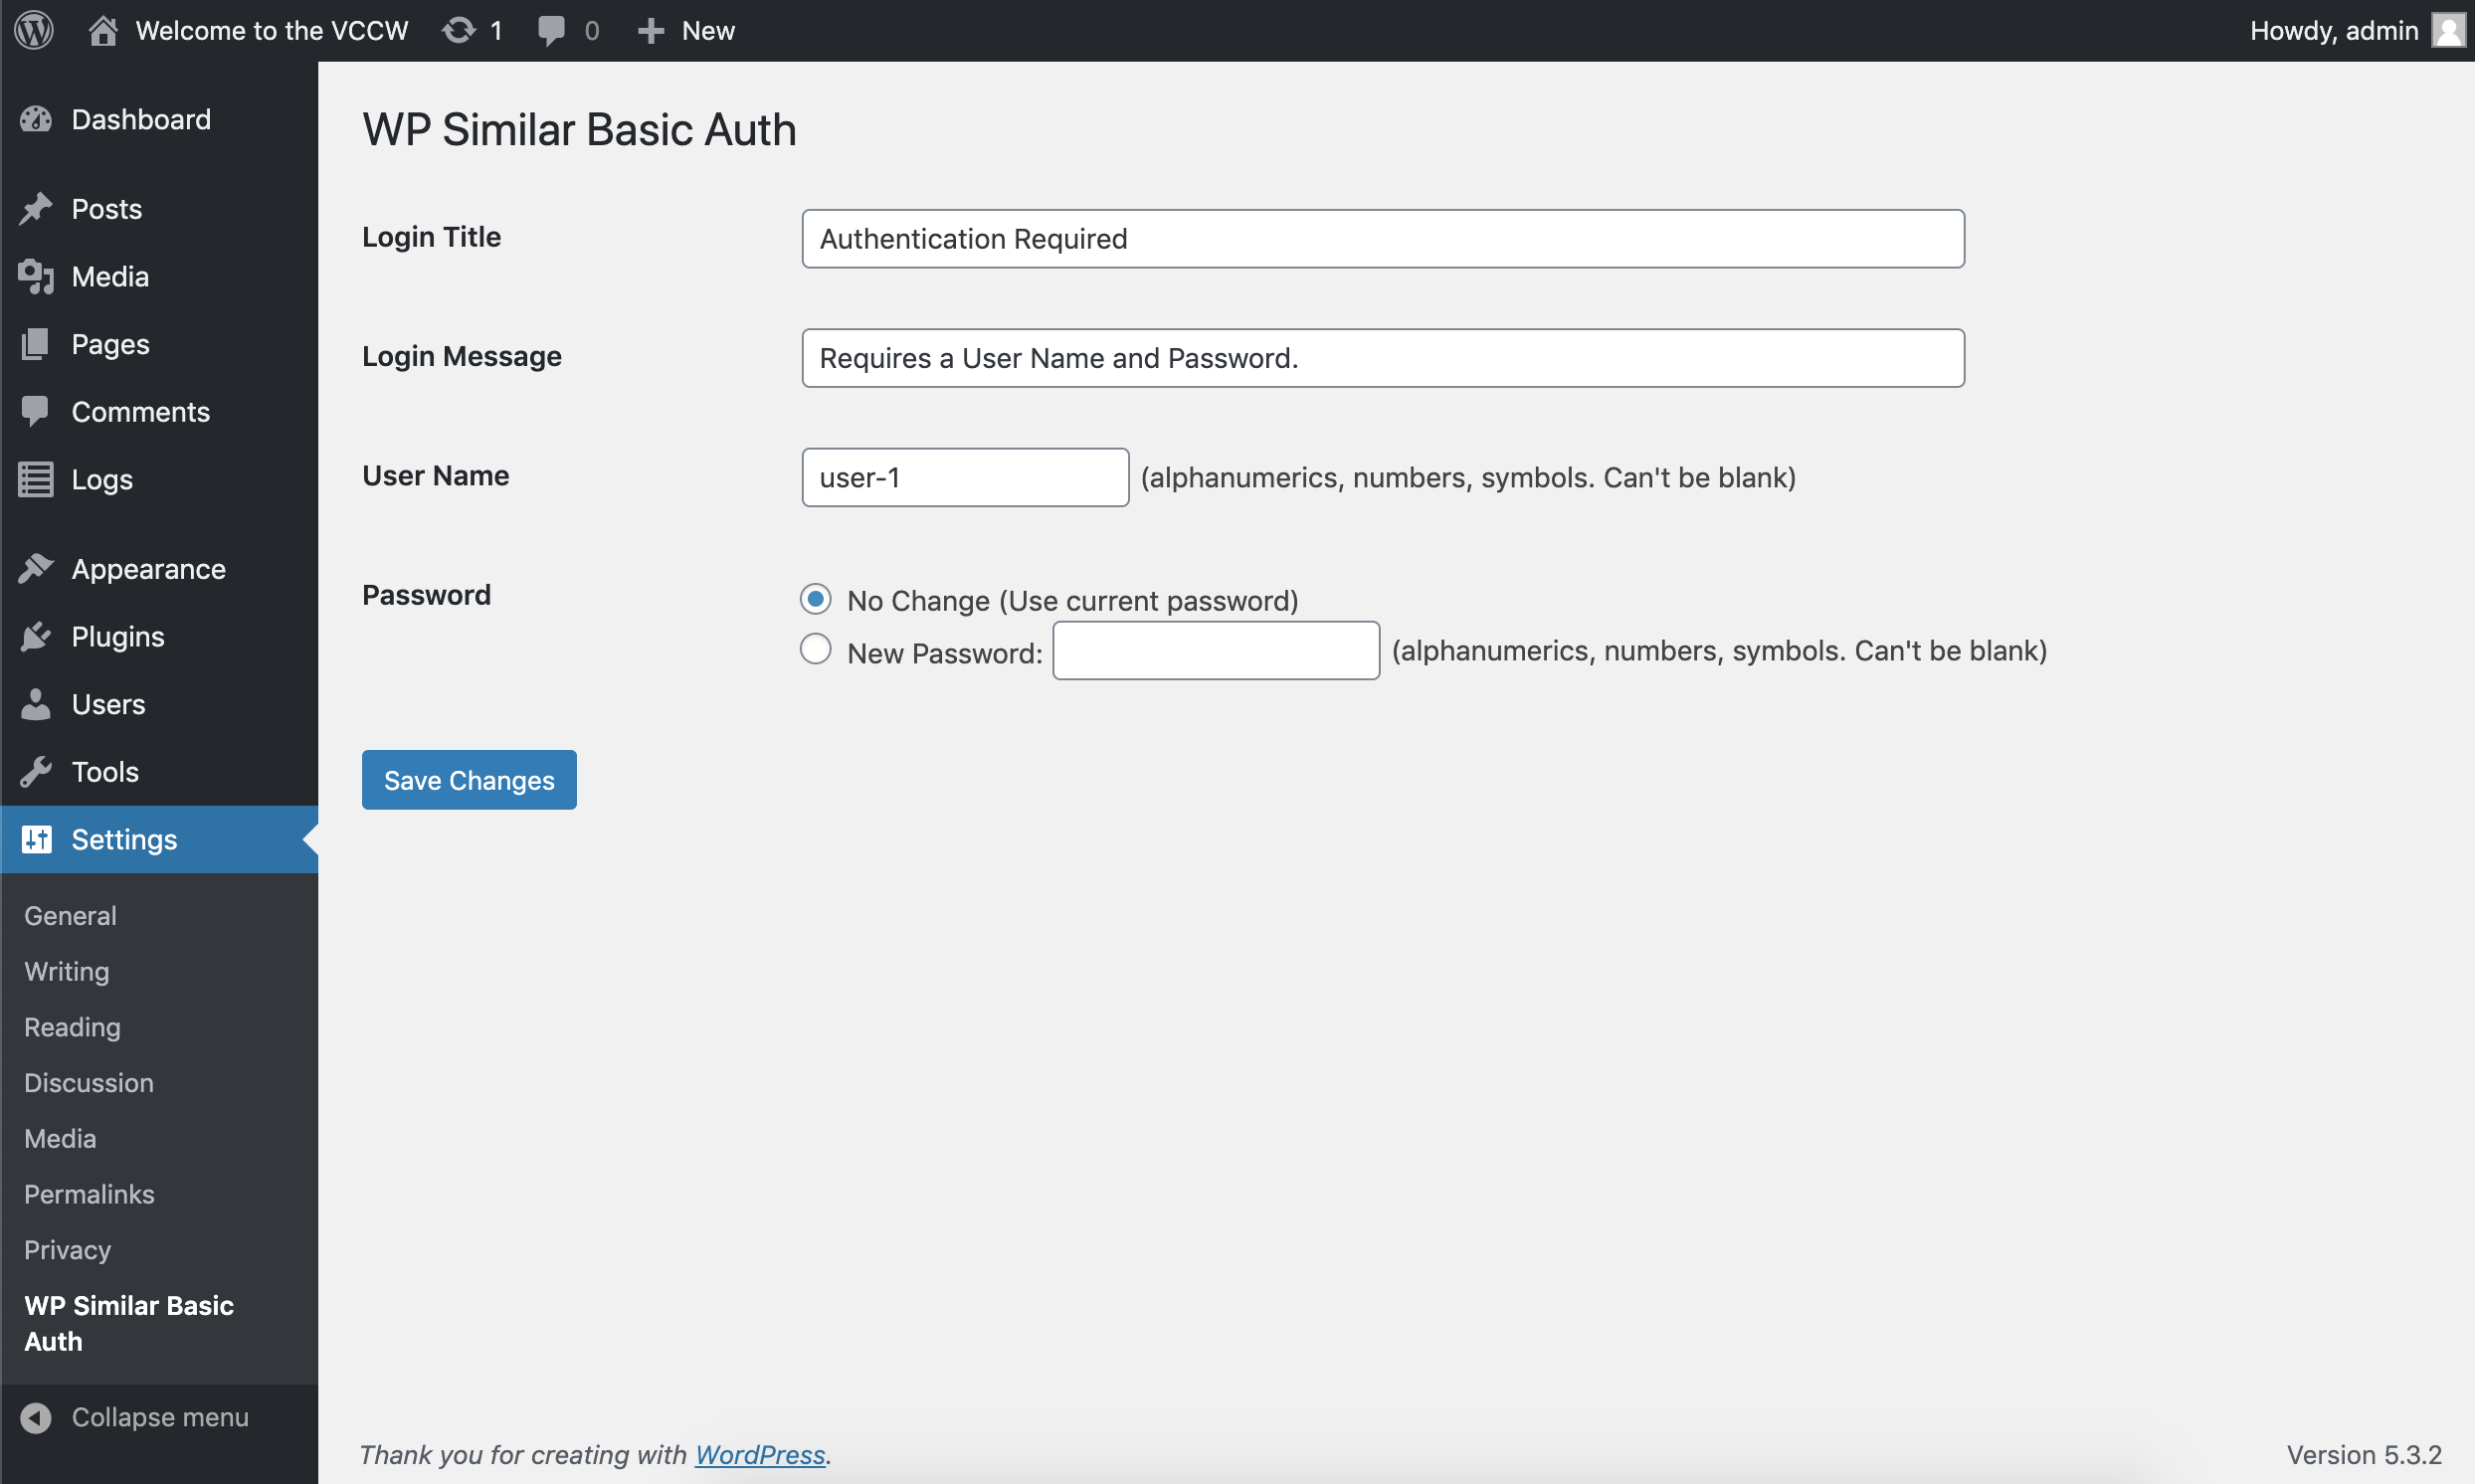 Welcome to the VCCW 1 0 New Howdy, admin
Dashboard
Posts
Media
Pages
Comments
Logs
Appearance
Plugins
Users
Tools
Settings
General
Writing
Reading
Discussion
Media
Permalinks
Privacy
WP Similar Basic
Auth
Collapse menu
WP Similar Basic Auth
Login Title Authentication Required
Login Message Requires a User Name and Password.
User Name user-1 (alphanumerics, numbers, symbols. Can't be blank)
Password No Change (Use current password)
New Password: (alphanumerics, numbers, symbols. Can't be blank)
Save Changes
Thank you for creating with WordPress. Version 5.3.2